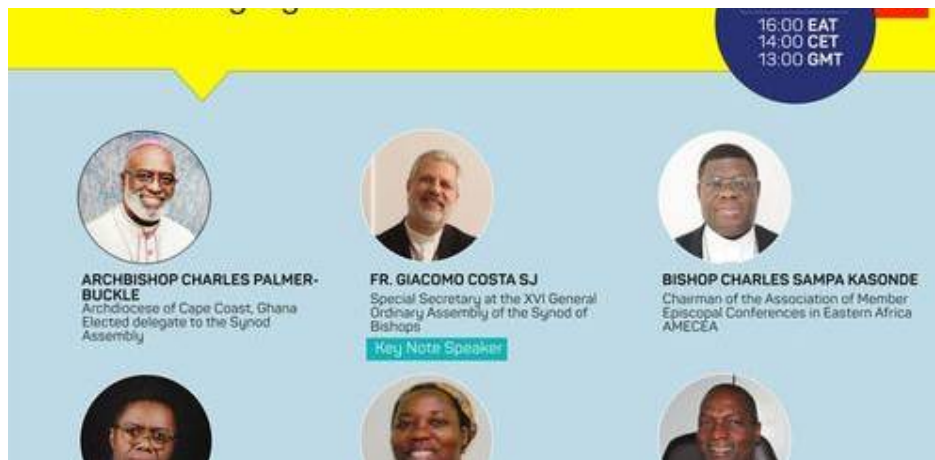 16:00 EAT
14:00 CET
13:00 GMT
ARCHBISHOP CHARLES PALMER-
BUCKLE
Archdiocese of Cape Coast, Ghana
Elected delegate to the Synod
Assembly
FR. GIACOMO COSTA SJ
Special Secretary at the XVI General
Ordinary Assembly of the Synod of
Bishops
Key Note Speaker
BISHOP CHARLES SAMPA KASONDE
Chairman of the Association of Member
Episcopal Conferences in Eastern Africa
AMECEA